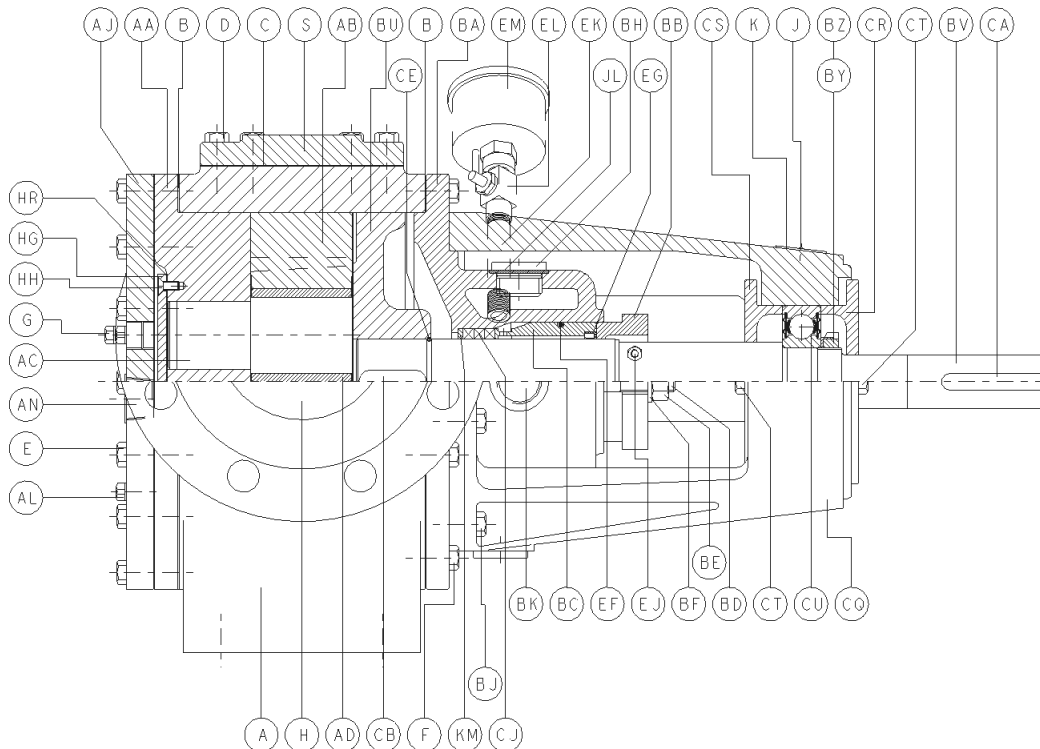 AJ AA B D C S AB BU B BA EM EL EK BH BB CS K J BZ CR CT BV CA
CE JL EG BY
HR
HG
HH
G
AC
AN
E
AL
BE
BK BC EF EJ BF BD CT CU CQ
BJ
A H AD CB F KM CJ